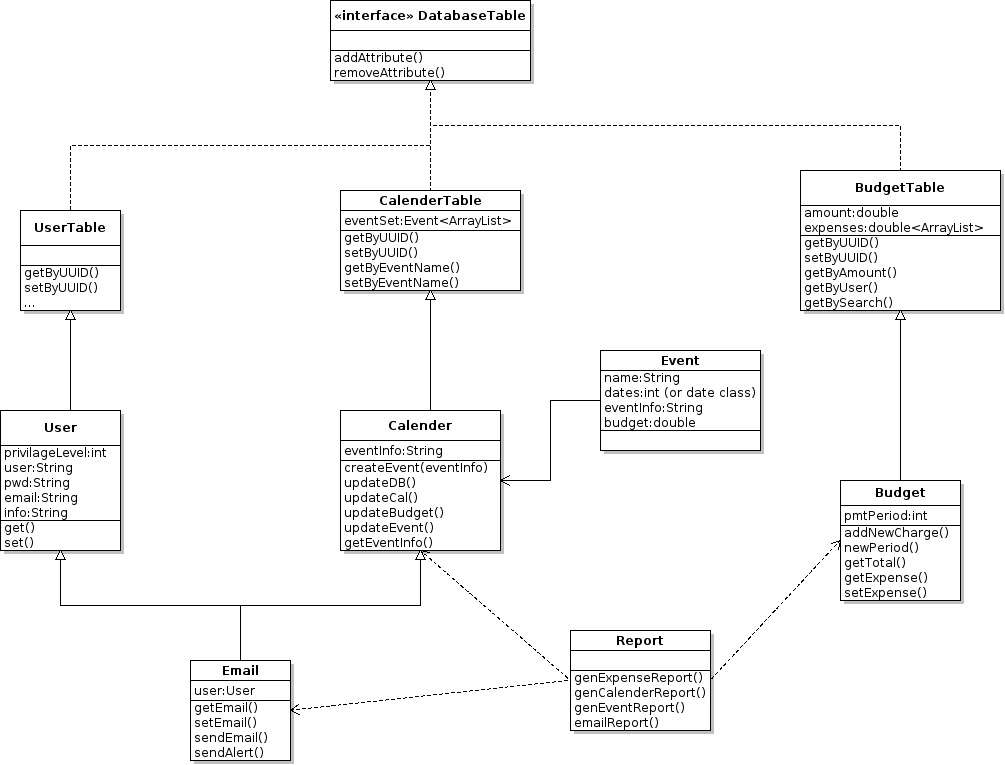 «interface» DatabaseTable
addAttribute()
removeAttribute()
UserTable
getByUUID()
setByUUID()
...
CalenderTable
eventSet:Event<ArrayList>
getByUUID()
setByUUID()
getByEventName()
setByEventName()
BudgetTable
amount:double
expenses:double<ArrayList>
getByUUID()
setByUUID()
getByAmount()
getByUser()
getBySearch()
Event
name:String
dates:int (or date class)
eventInfo:String
budget:double
User
privilageLevel:int
user:String
pwd:String
email:String
info:String
get()
set()
Calender
eventInfo:String
createEvent(eventInfo)
updateDB()
updateCal()
updateBudget()
updateEvent()
getEventInfo()
Budget
pmtPeriod:int
addNewCharge()
newPeriod()
getTotal()
getExpense()
setExpense()
Email
user:User
getEmail()
setEmail()
sendEmail()
sendAlert()
Report
genExpenseReport()
genCalenderReport()
genEventReport()
emailReport()